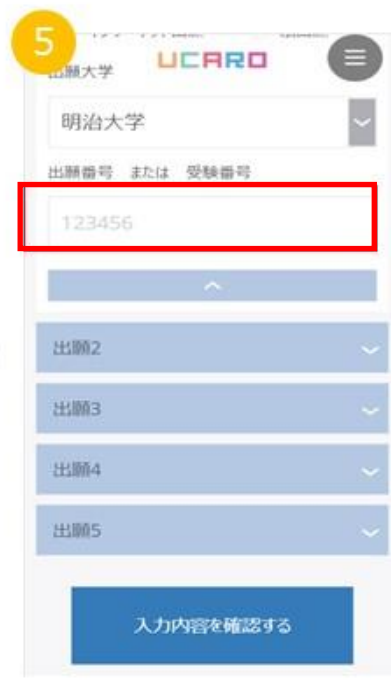 5
UCARO
出願大学
明治大学
出願番号 または 受験番号
123456
出願2
出願3
出願4
出願5
入力内容を確認する